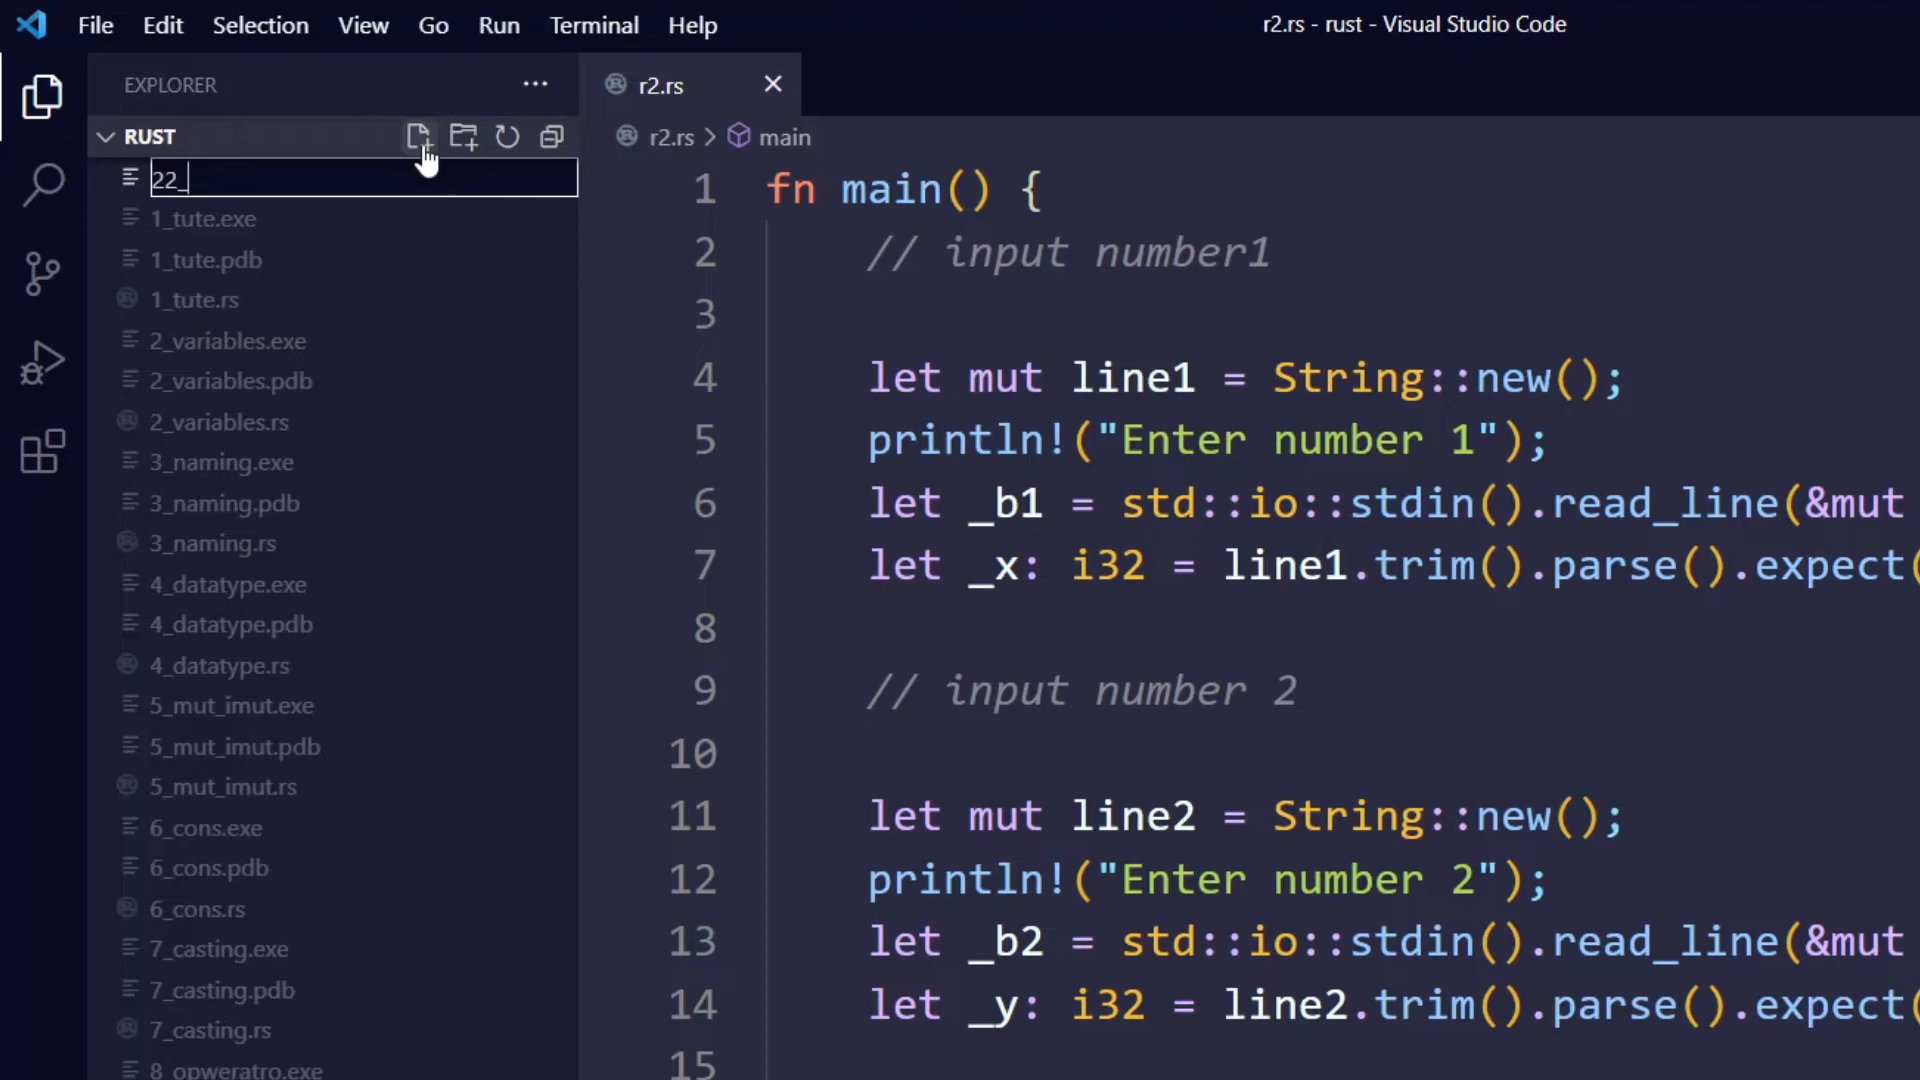 File Edit Selection View Go Run Terminal Help
r2.rs - rust - Visual Studio Code
EXPLORER
RUST
22_
1_tute.exe
1_tute.pdb
1_tute.rs
2_variables.exe
2_variables.pdb
2_variables.rs
3_naming.exe
3_naming.pdb
3_naming.rs
4_datatype.exe
4_datatype.pdb
4_datatype.rs
5_mut_imut.exe
5_mut_imut.pdb
5_mut_imut.rs
6_cons.exe
6_cons.pdb
6_cons.rs
7_casting.exe
7_casting.pdb
7_casting.rs
8_opweratro.exe
r2.rs
r2.rs > main
1 fn main() {
2 // input number1
3
4 let mut line1 = String::new();
5 println!("Enter number 1");
6 let _b1 = std::io::stdin().read_line(&mut
7 let _x: i32 = line1.trim().parse().expect(
8
9 // input number 2
10
11 let mut line2 = String::new();
12 println!("Enter number 2");
13 let _b2 = std::io::stdin().read_line(&mut
14 let _y: i32 = line2.trim().parse().expect(
15